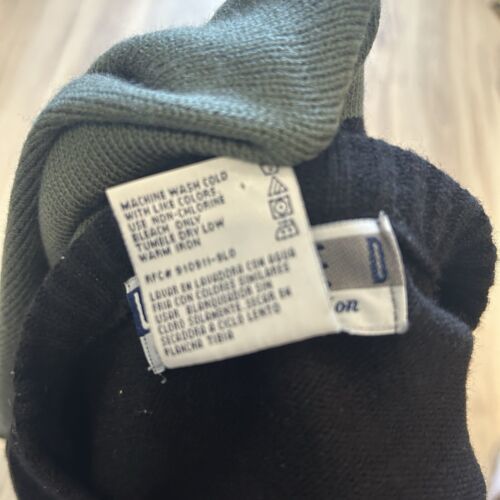 MACHINE WASH COLD
WITH LIKE COLORS.
USE NON-CHLORINE
BLEACH ONLY
TUMBLE DRY LOW
WARM IRON
RFC# 910911-9L0
LAVAR EN LAVADORA CON AGUA
FRIA CON COLORES SIMILARES
USAR BLANQUEADOR SIN
CLORO SOLAMENTE SECAR EN
SECADORA A CICLO LENTO
PLANCHA TIBIA
on